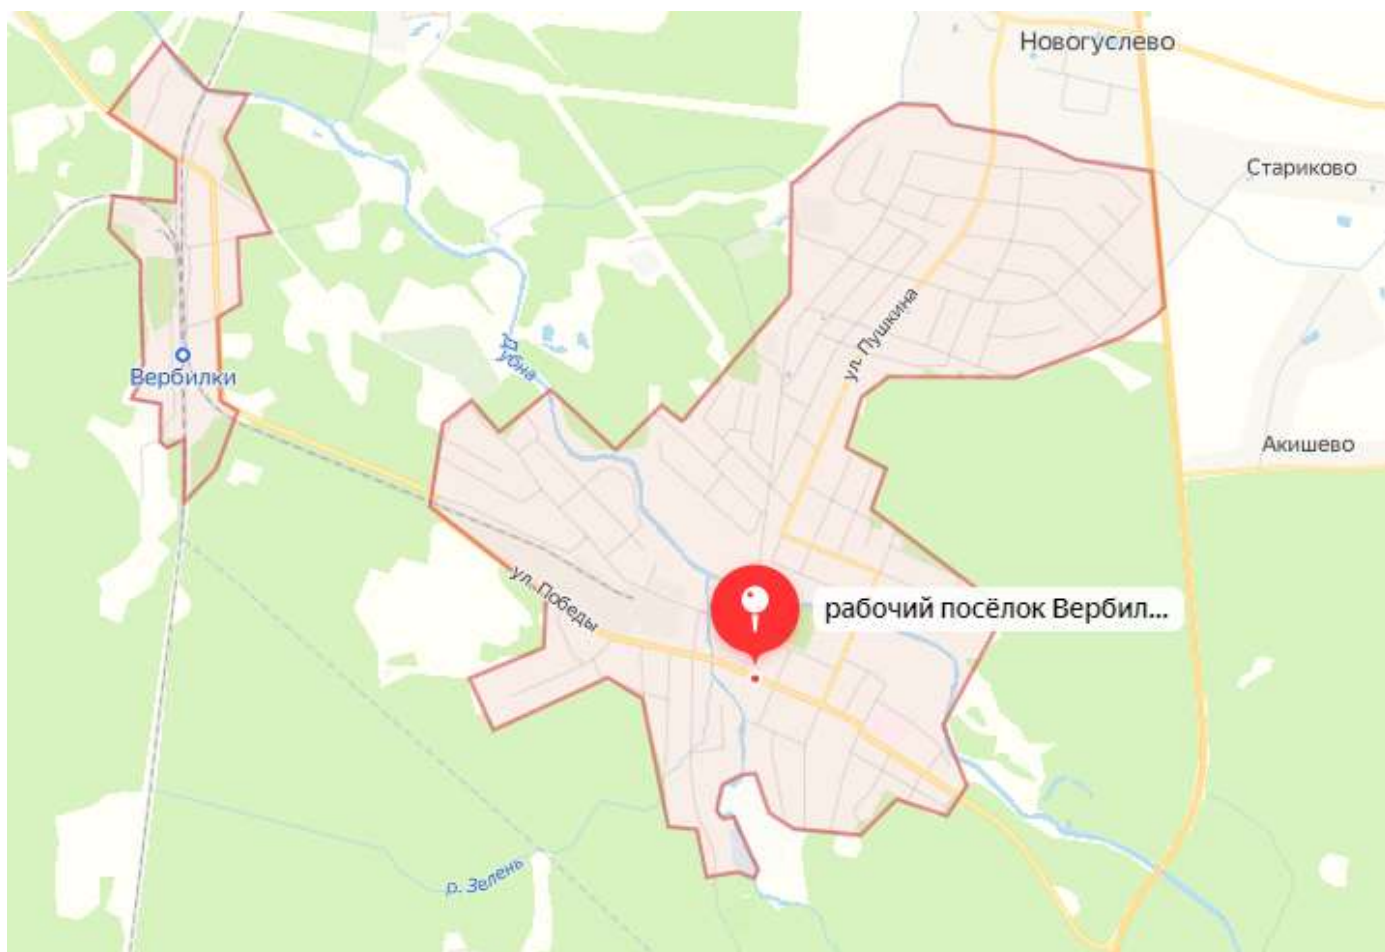 Новогуслево
Стариково
ул. Пушкина
Дубна
Вербилки
Акишево
ул. Победы
рабочий посёлок Вербил...
р. Зелень